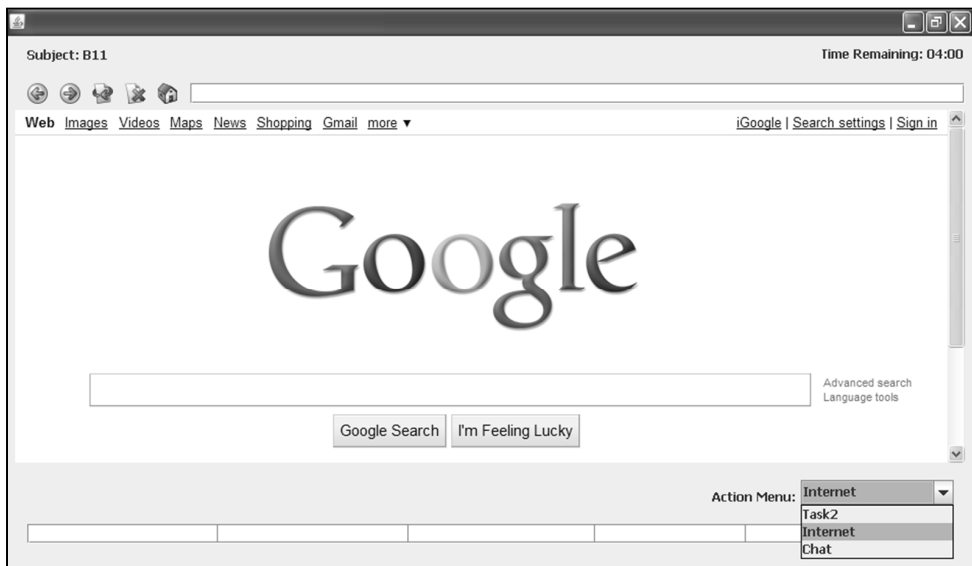 Subject: B11 Time Remaining: 04:00
Web Images Videos Maps News Shopping Gmail more ▼ iGoogle | Search settings | Sign in
Google
Advanced search
Language tools
Google Search I'm Feeling Lucky
Action Menu: Internet
Task2
Internet
Chat